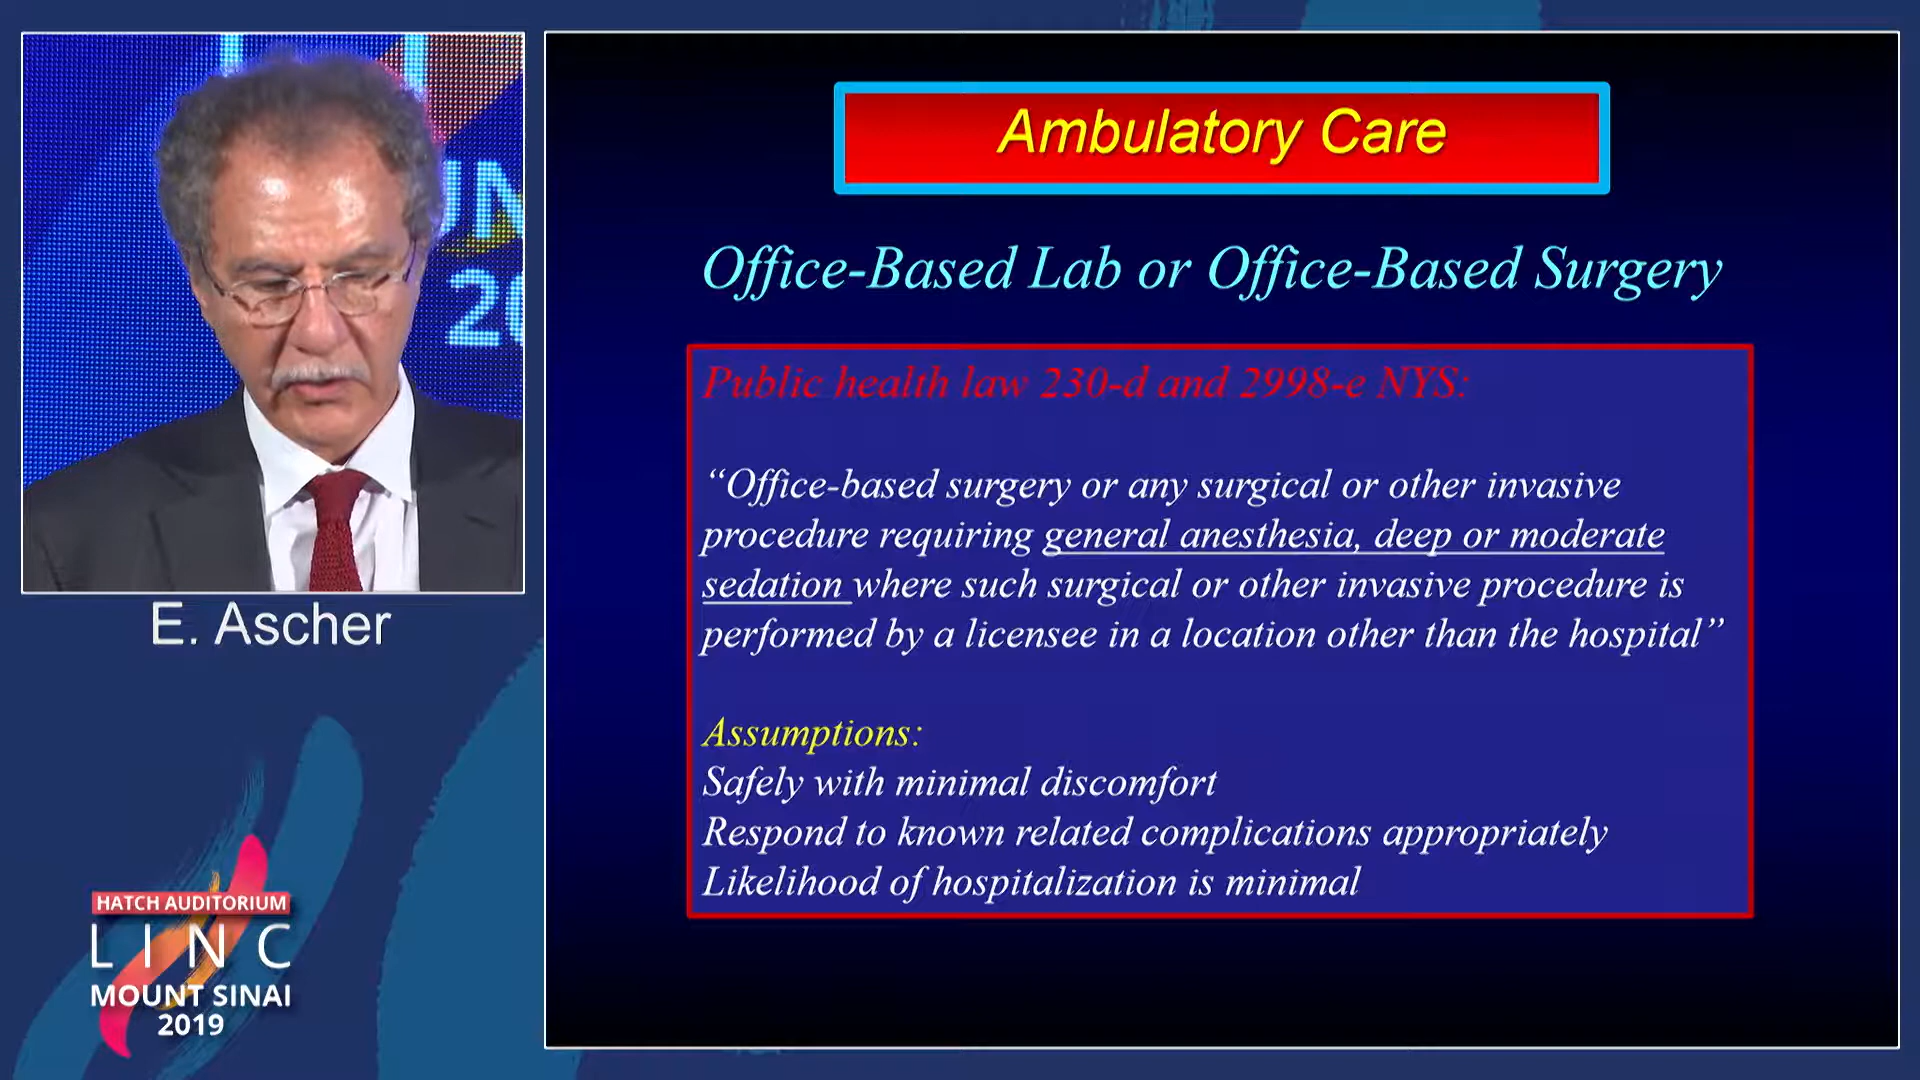 UN
20
E. Ascher
HATCH AUDITORIUM
LINC
MOUNT SINAI
2019
Ambulatory Care
Office-Based Lab or Office-Based Surgery
Public health law 230-d and 2998-e NYS:
“Office-based surgery or any surgical or other invasive
procedure requiring general anesthesia, deep or moderate
sedation where such surgical or other invasive procedure is
performed by a licensee in a location other than the hospital”
Assumptions:
Safely with minimal discomfort
Respond to known related complications appropriately
Likelihood of hospitalization is minimal